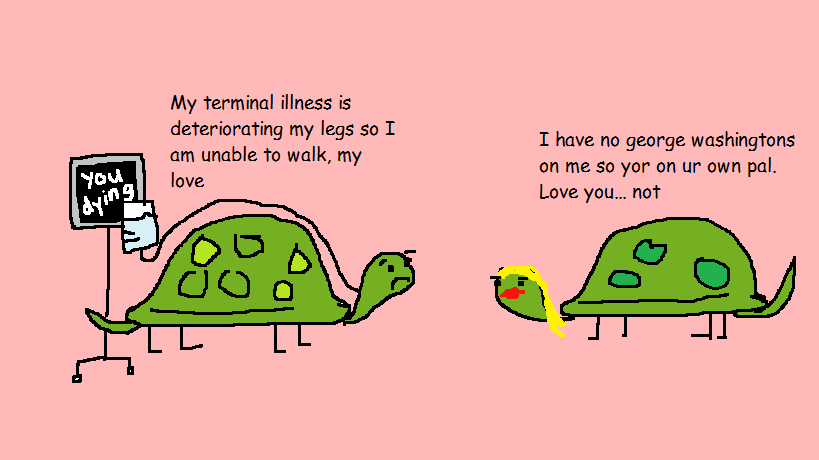 My terminal illness is
deteriorating my legs so I
am unable to walk, my
love
you
dying
I have no george washingtons
on me so yor on ur own pal.
Love you... not